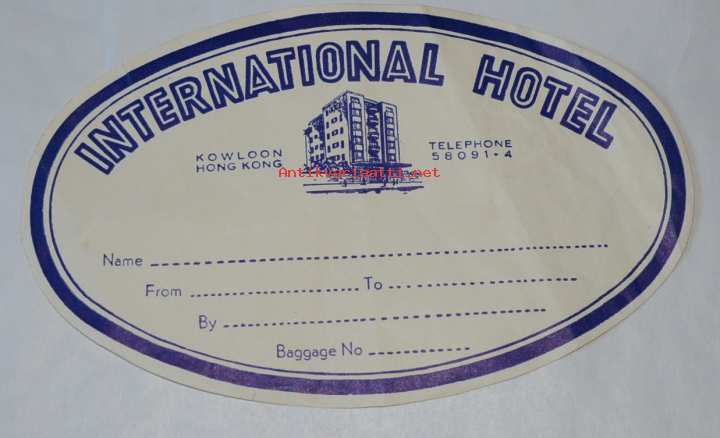 INTERNATIONAL HOTEL
KOWLOON
HONG KONG
TELEPHONE
58091-4
Antikvariaatti.net
Name
From To
By
Baggage No